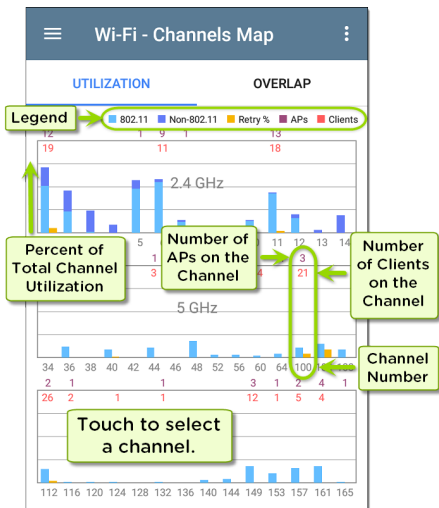 Wi-Fi - Channels Map
UTILIZATION OVERLAP
Legend
802.11 Non-802.11 Retry % APs Clients
12 1 9 1 13
19 11 18
2.4 GHz
Percent of
Total Channel
Utilization
Number of
APs on the
Channel
Number
of Clients
on the
Channel
5 6 11 12 13 14
1 3
3 4 21
5 GHz
Channel
Number
34 36 38 40 42 44 46 48 52 56 60 64 100
2 1 1 3 1 2 4 1
26 2 1 1 12 1 5 4
Touch to select
a channel.
112 116 120 124 128 132 136 140 144 149 153 157 161 165